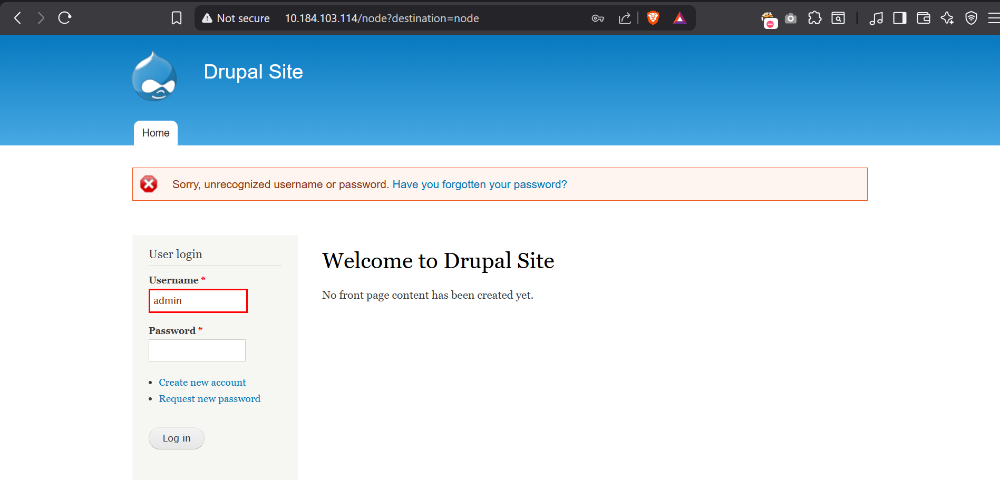 Not secure 10.184.103.114/node?destination=node
Drupal Site
Home
Sorry, unrecognized username or password. Have you forgotten your password?
User login
Username *
admin
Password *
Create new account
Request new password
Log in
Welcome to Drupal Site
No front page content has been created yet.